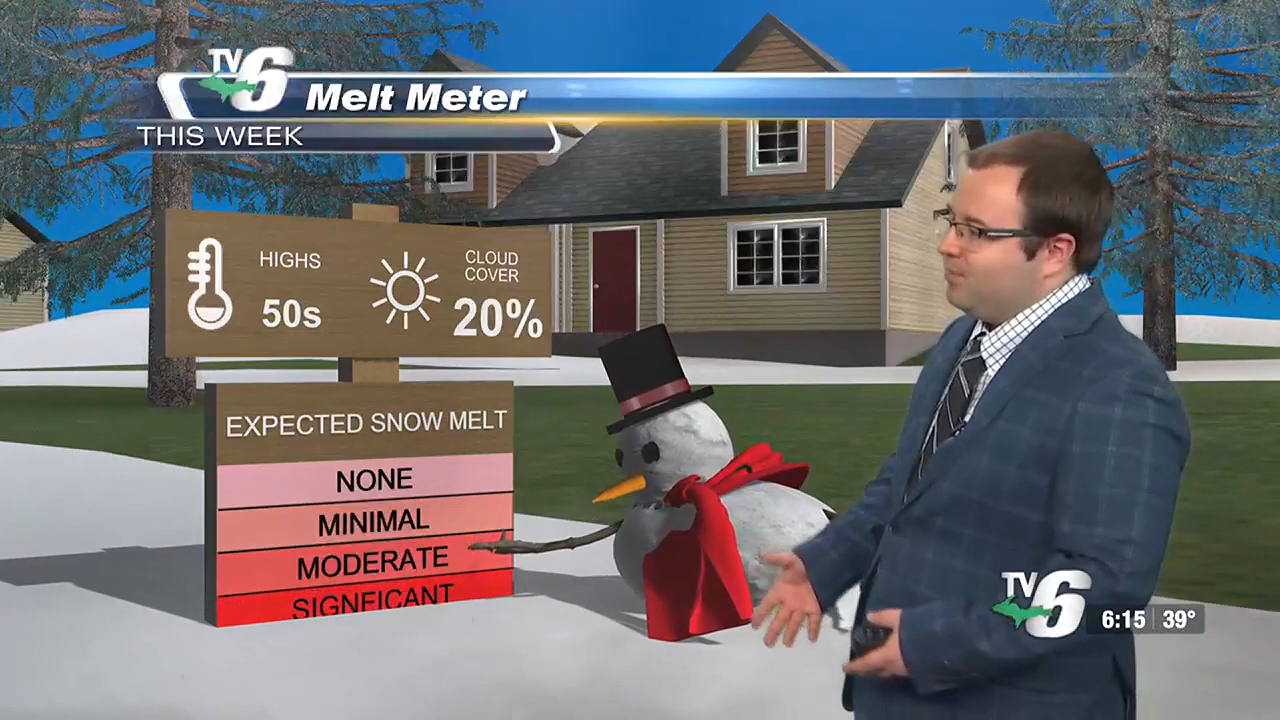 TV6
Melt Meter
THIS WEEK
HIGHS
50s
CLOUD
COVER
20%
EXPECTED SNOW MELT
NONE
MINIMAL
MODERATE
SIGNFICANT
TV6
6:15 39°